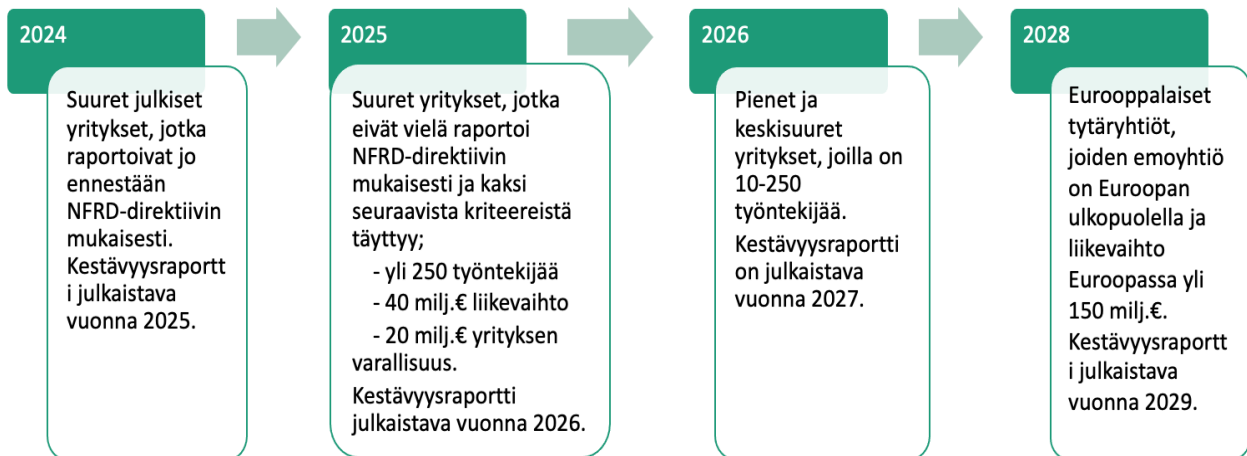 2024
Suuret julkiset
yritykset, jotka
raportoivat jo
ennestään
NFRD-direktiivin
mukaisesti.
Kestävyysraportt
i julkaistava
vuonna 2025.
2025
Suuret yritykset, jotka
eivät vielä raportoi
NFRD-direktiivin
mukaisesti ja kaksi
seuraavista kriteereistä
täyttyy;
- yli 250 työntekijää
- 40 milj.€ liikevaihto
- 20 milj.€ yrityksen
varallisuus.
Kestävyysraportti
julkaistava vuonna 2026.
2026
Pienet ja
keskisuuret
yritykset, joilla on
10-250
työntekijää.
Kestävyysraportti
on julkaistava
vuonna 2027.
2028
Eurooppalaiset
tytäryhtiöt,
joiden emoyhtiö
on Euroopan
ulkopuolella ja
liikevaihto
Euroopassa yli
150 milj.€.
Kestävyysraportt
i julkaistava
vuonna 2029.